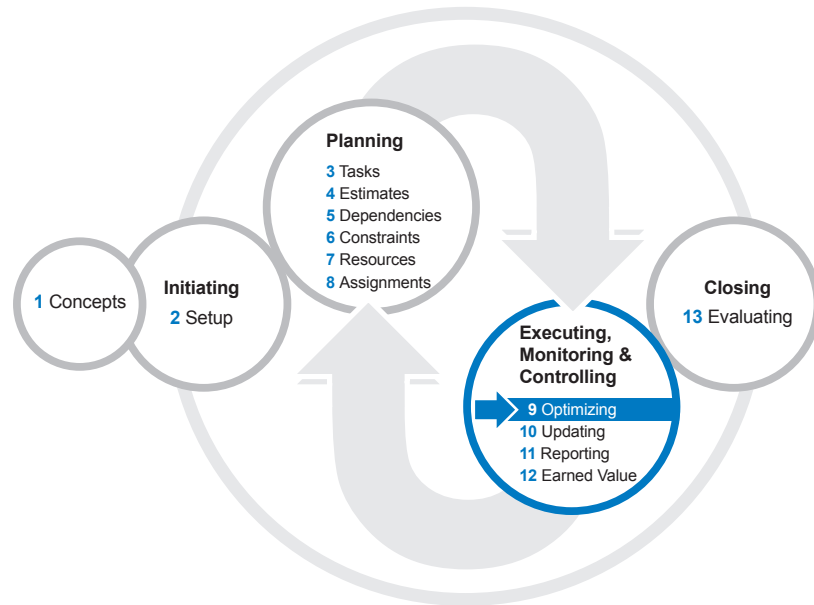 1 Concepts
Initiating
2 Setup
Planning
3 Tasks
4 Estimates
5 Dependencies
6 Constraints
7 Resources
8 Assignments
Executing,
Monitoring &
Controlling
9 Optimizing
10 Updating
11 Reporting
12 Earned Value
Closing
13 Evaluating